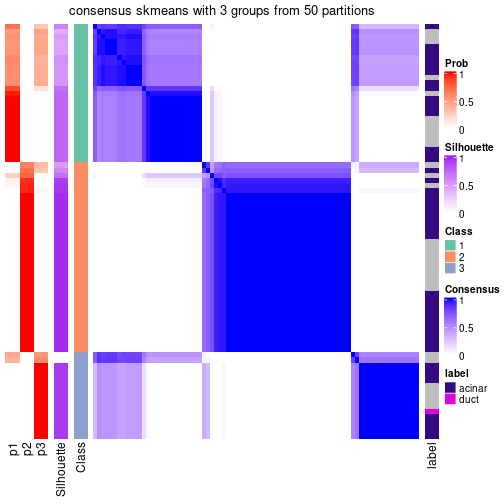 consensus skmeans with 3 groups from 50 partitions
Prob
1
0.5
0
Silhouette
1
0.5
0
Class
1
2
3
Consensus
1
0.5
0
label
acinar
duct
p1
p2
p3
Silhouette
Class
label